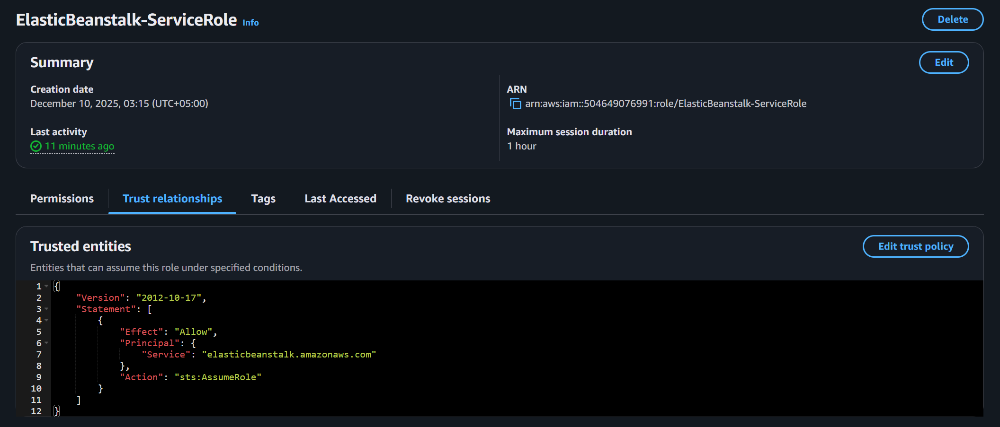 ElasticBeanstalk-ServiceRole Info
Delete
Summary
Edit
Creation date
December 10, 2025, 03:15 (UTC+05:00)
ARN
arn:aws:iam::504649076991:role/ElasticBeanstalk-ServiceRole
Last activity
11 minutes ago
Maximum session duration
1 hour
Permissions
Trust relationships
Tags
Last Accessed
Revoke sessions
Trusted entities
Edit trust policy
Entities that can assume this role under specified conditions.
1 {
2     "Version": "2012-10-17",
3     "Statement": [
4         {
5             "Effect": "Allow",
6             "Principal": {
7                 "Service": "elasticbeanstalk.amazonaws.com"
8             },
9             "Action": "sts:AssumeRole"
10         }
11     ]
12 }